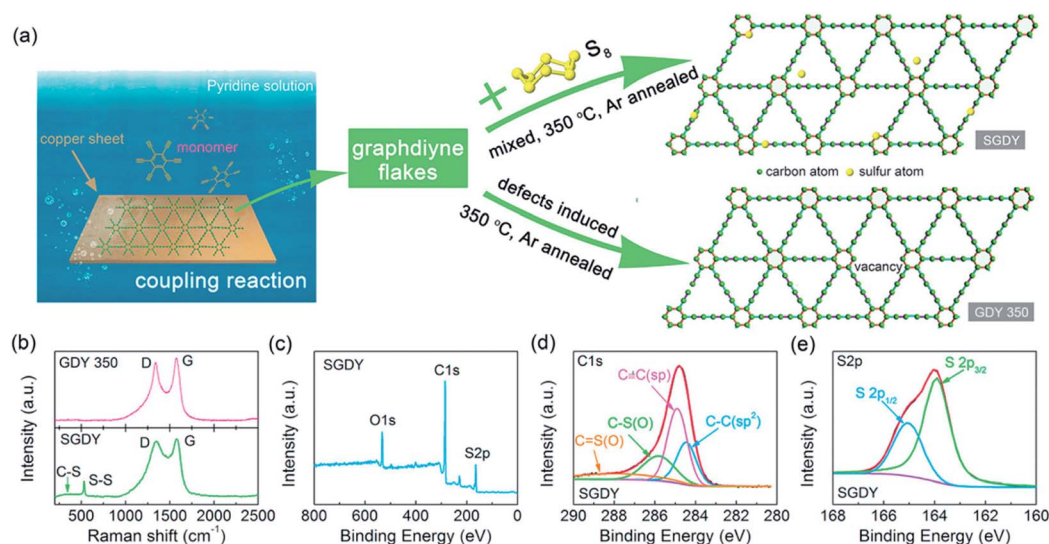 (a)
Pyridine solution
copper sheet
monomer
coupling reaction
graphdiyne
flakes
S₈
mixed, 350 °C, Ar annealed
defects induced
350 °C, Ar annealed
SGDY
carbon atom
sulfur atom
vacancy
GDY 350
(b)
GDY 350
D
G
SGDY
D
G
C-S
S-S
Intensity (a.u.)
500 1000 1500 2000 2500
Raman shift (cm⁻¹)
(c)
SGDY
C1s
O1s
S2p
Intensity (a.u.)
800 600 400 200 0
Binding Energy (eV)
(d)
C1s
C-S(O)
C-C(sp²)
C=S(O)
SGDY
Intensity (a.u.)
290 288 286 284 282 280
Binding Energy (eV)
(e)
S2p
S 2p₃/₂
S 2p₁/₂
SGDY
Intensity (a.u.)
168 166 164 162 160
Binding Energy (eV)